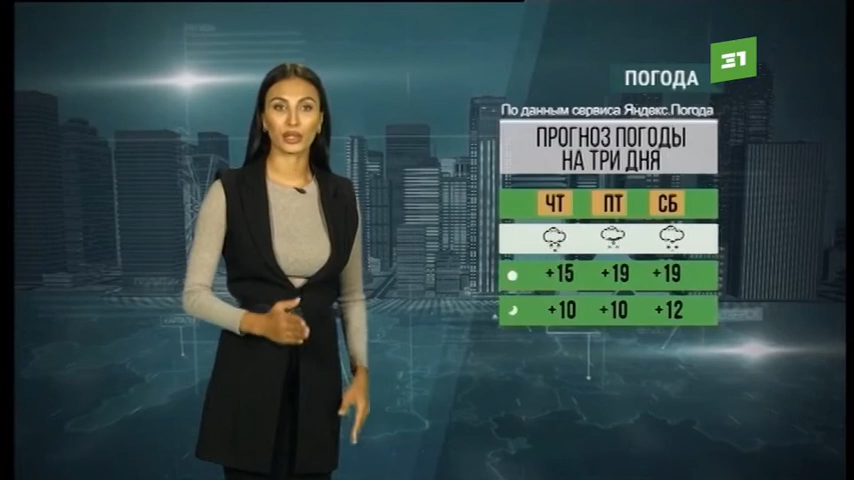 31
ПОГОДА
По данным сервиса Яндекс.Погода
ПРОГНОЗ ПОГОДЫ
НА ТРИ ДНЯ
ЧТ ПТ СБ
+15 +19 +19
+10 +10 +12